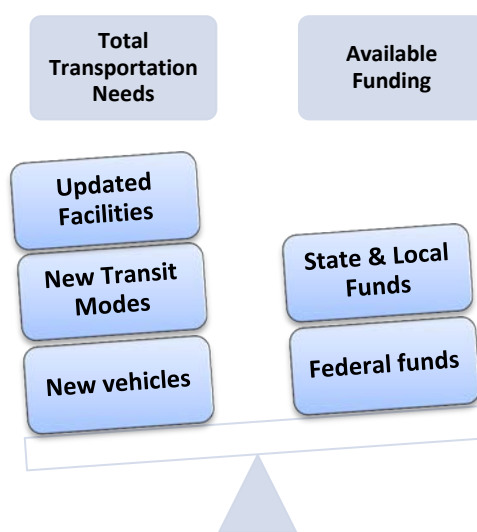 Total
Transportation
Needs
Available
Funding
Updated
Facilities
New Transit
Modes
New vehicles
State & Local
Funds
Federal funds